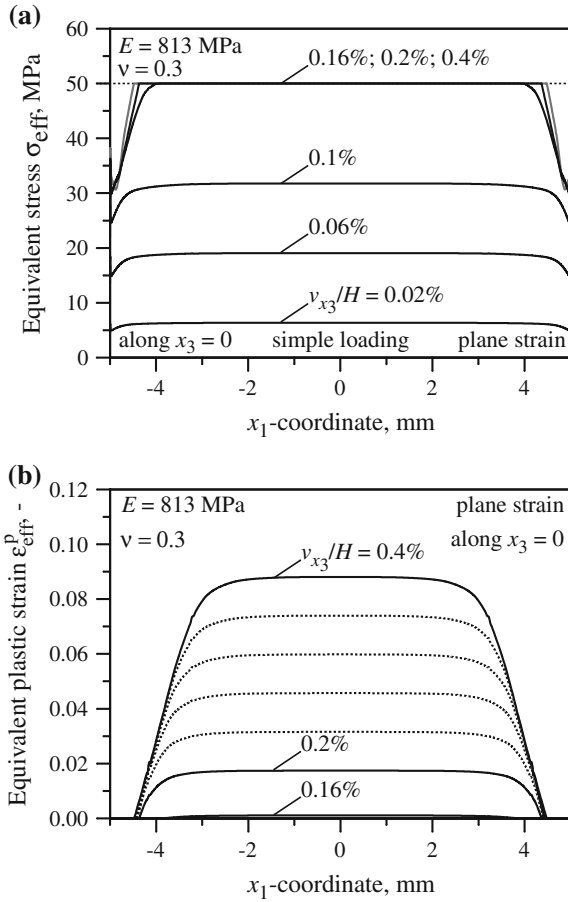 (a)
60
50
40
30
20
10
0
Equivalent stress σeff, MPa
E = 813 MPa
ν = 0.3
0.16%; 0.2%; 0.4%
0.1%
0.06%
vx3/H = 0.02%
along x3 = 0 simple loading plane strain
-4 -2 0 2 4
x1-coordinate, mm
(b)
0.12
0.10
0.08
0.06
0.04
0.02
0.00
Equivalent plastic strain εpeff, -
E = 813 MPa
ν = 0.3
plane strain
along x3 = 0
vx3/H = 0.4%
0.2%
0.16%
-4 -2 0 2 4
x1-coordinate, mm